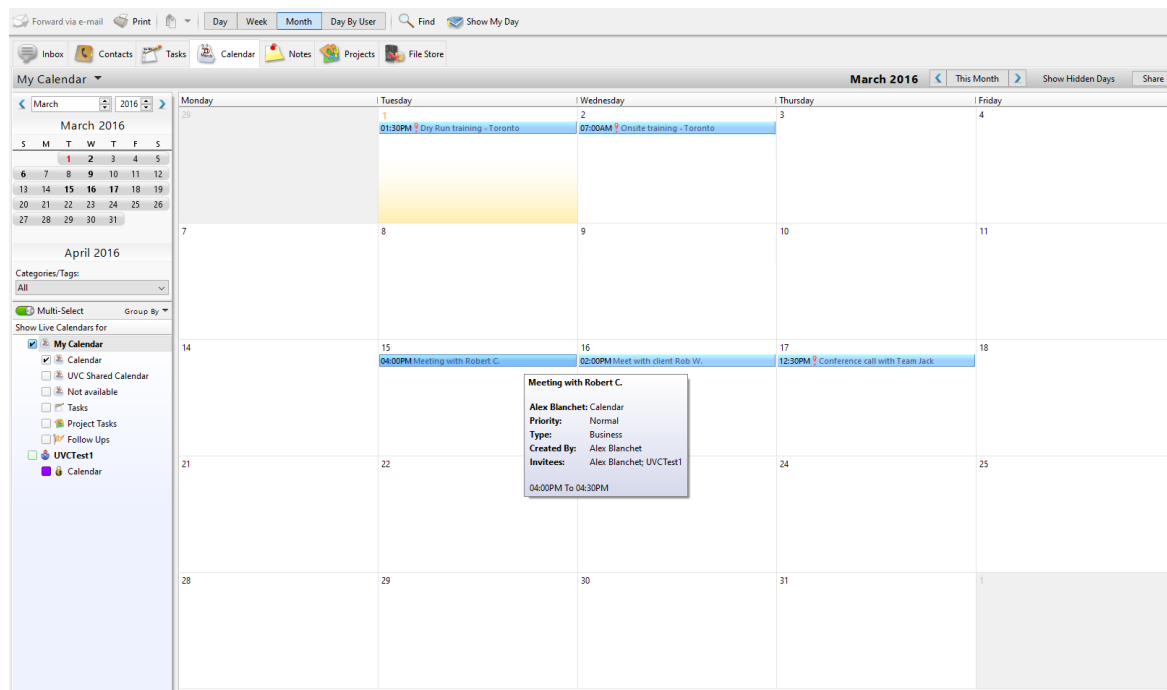 Forward via e-mail Print Day Week Month Day By User Find Show My Day
Inbox Contacts Tasks Calendar Notes Projects File Store
My Calendar March 2016 This Month Show Hidden Days Share
March 2016
March 2016
S M T W T F S
1 2 3 4 5
6 7 8 9 10 11 12
13 14 15 16 17 18 19
20 21 22 23 24 25 26
27 28 29 30 31
April 2016
Categories/Tags:
All
Multi-Select Group By
Show Live Calendars for
My Calendar
Calendar
UVC Shared Calendar
Not available
Tasks
Project Tasks
Follow Ups
UVCTest1
Calendar
Monday Tuesday Wednesday Thursday Friday
29 1 2 3 4
01:30PM Dry Run training - Toronto 07:00AM Onsite training - Toronto
7 8 9 10 11
14 15 16 17 18
04:00PM Meeting with Robert C. 02:00PM Meet with client Rob W. 12:30PM Conference call with Team Jack
Meeting with Robert C.
Alex Blanchet: Calendar
Priority: Normal
Type: Business
Created By: Alex Blanchet
Invitees: Alex Blanchet; UVCTest1
04:00PM To 04:30PM
21 22 24 25
28 29 30 31 1